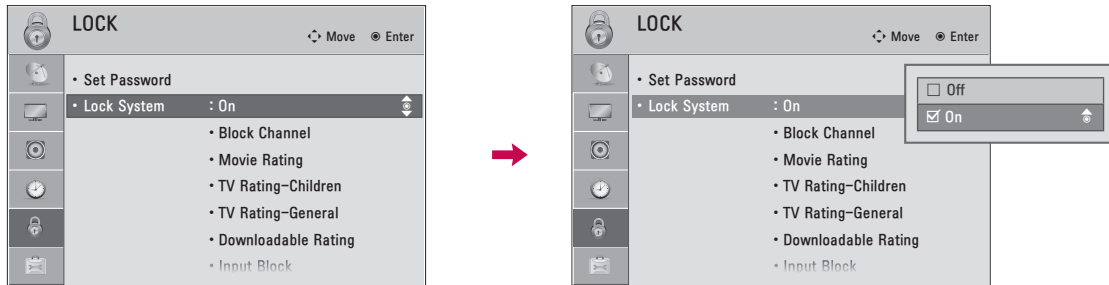 LOCK
Move Enter
• Set Password
• Lock System : On
• Block Channel
• Movie Rating
• TV Rating-Children
• TV Rating-General
• Downloadable Rating
• Input Block
LOCK
Move Enter
• Set Password
• Lock System : On
• Block Channel
• Movie Rating
• TV Rating-Children
• TV Rating-General
• Downloadable Rating
• Input Block
☐ Off
☑ On